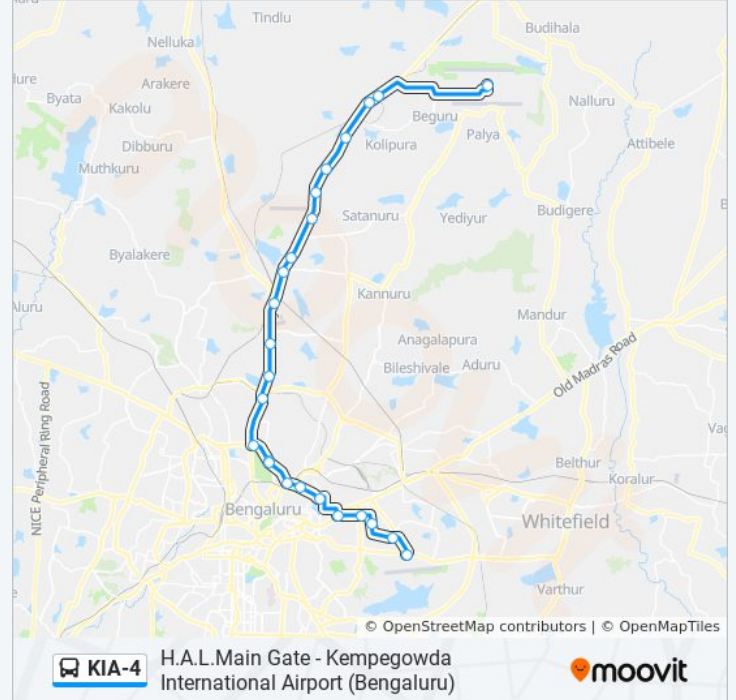 Tindlu
Budihala
Nelluka
Arakere
Byata
Kakolu
Nalluru
Beguru
Palya
Dibburu
Kolipura
Attibele
Muthkuru
Satanuru
Yediyur
Budigere
Byalakere
Kannuru
Aluru
Mandur
Anagalapura
Bileshivale
Aduru
Old Madras Road
NICE Peripheral Ring Road
Belthur
Koralur
Bengaluru
Whitefield
Varthur
© OpenStreetMap contributors | © OpenMapTiles
KIA-4
H.A.L.Main Gate - Kempegowda
International Airport (Bengaluru)
moovit